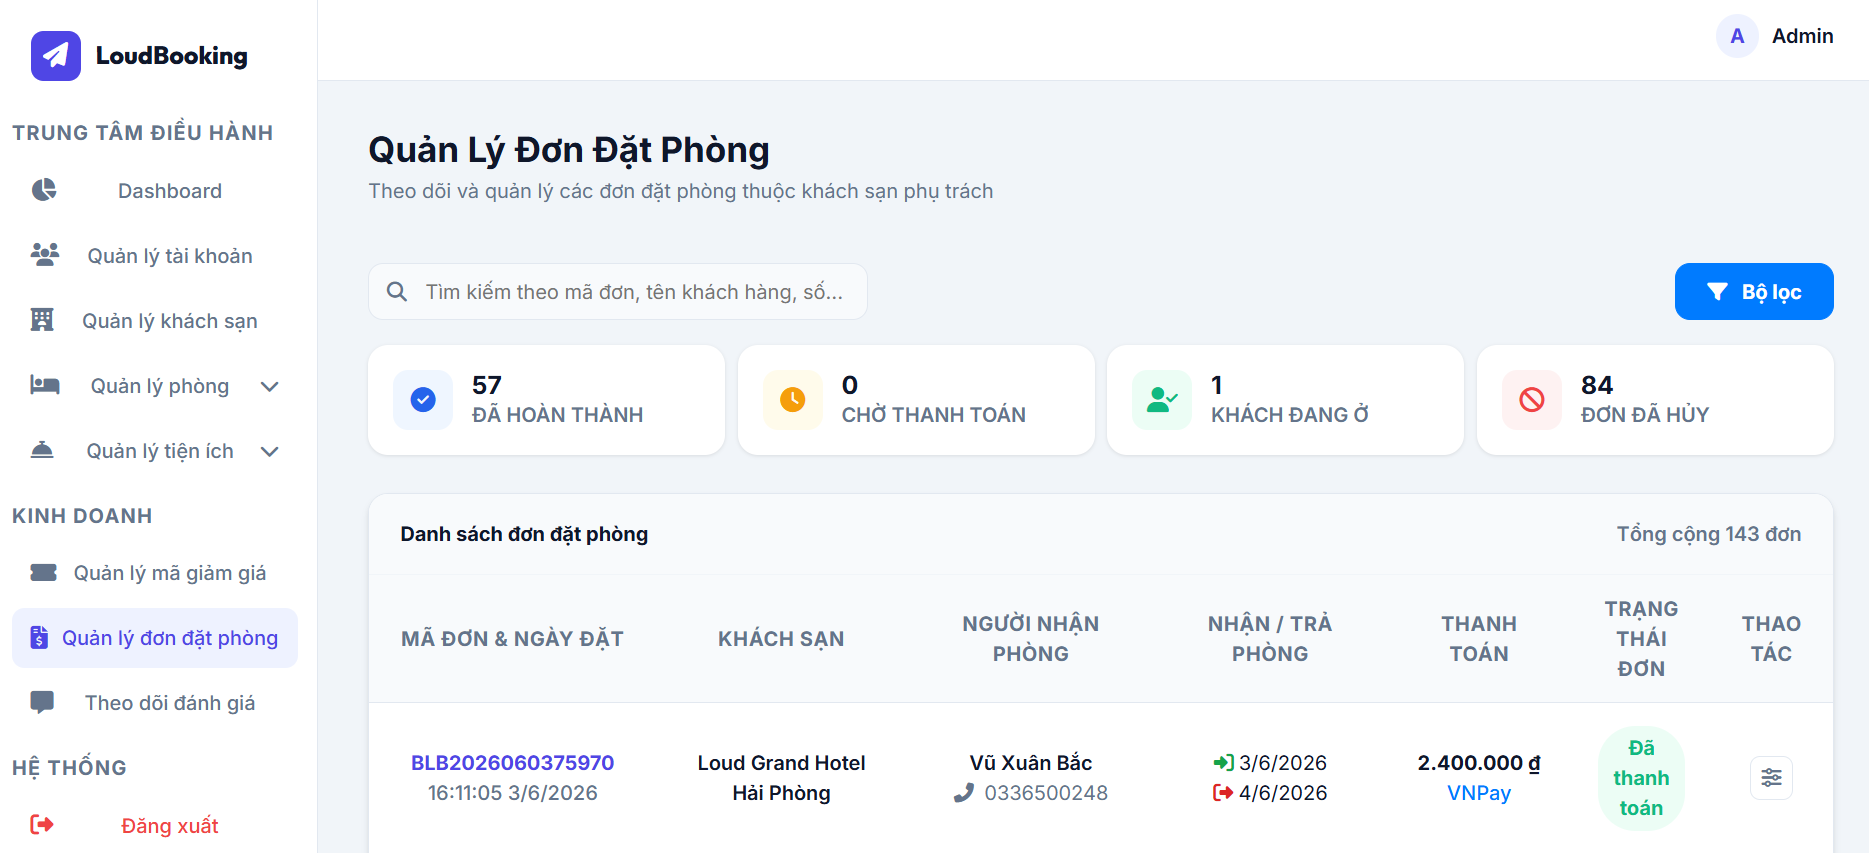 LoudBooking
TRUNG TÂM ĐIỀU HÀNH
Dashboard
Quản lý tài khoản
Quản lý khách sạn
Quản lý phòng
Quản lý tiện ích
KINH DOANH
Quản lý mã giảm giá
Quản lý đơn đặt phòng
Theo dõi đánh giá
HỆ THỐNG
Đăng xuất
A Admin
Quản Lý Đơn Đặt Phòng
Theo dõi và quản lý các đơn đặt phòng thuộc khách sạn phụ trách
Tìm kiếm theo mã đơn, tên khách hàng, số...
Bộ lọc
57
ĐÃ HOÀN THÀNH
0
CHỜ THANH TOÁN
1
KHÁCH ĐANG Ở
84
ĐƠN ĐÃ HỦY
Danh sách đơn đặt phòng
Tổng cộng 143 đơn
MÃ ĐƠN & NGÀY ĐẶT
KHÁCH SẠN
NGƯỜI NHẬN
PHÒNG
NHẬN / TRẢ
PHÒNG
THANH
TOÁN
TRẠNG
THÁI
ĐƠN
THAO
TÁC
BLB2026060375970
16:11:05 3/6/2026
Loud Grand Hotel
Hải Phòng
Vũ Xuân Bắc
0336500248
3/6/2026
4/6/2026
2.400.000 ₫
VNPay
Đã
thanh
toán